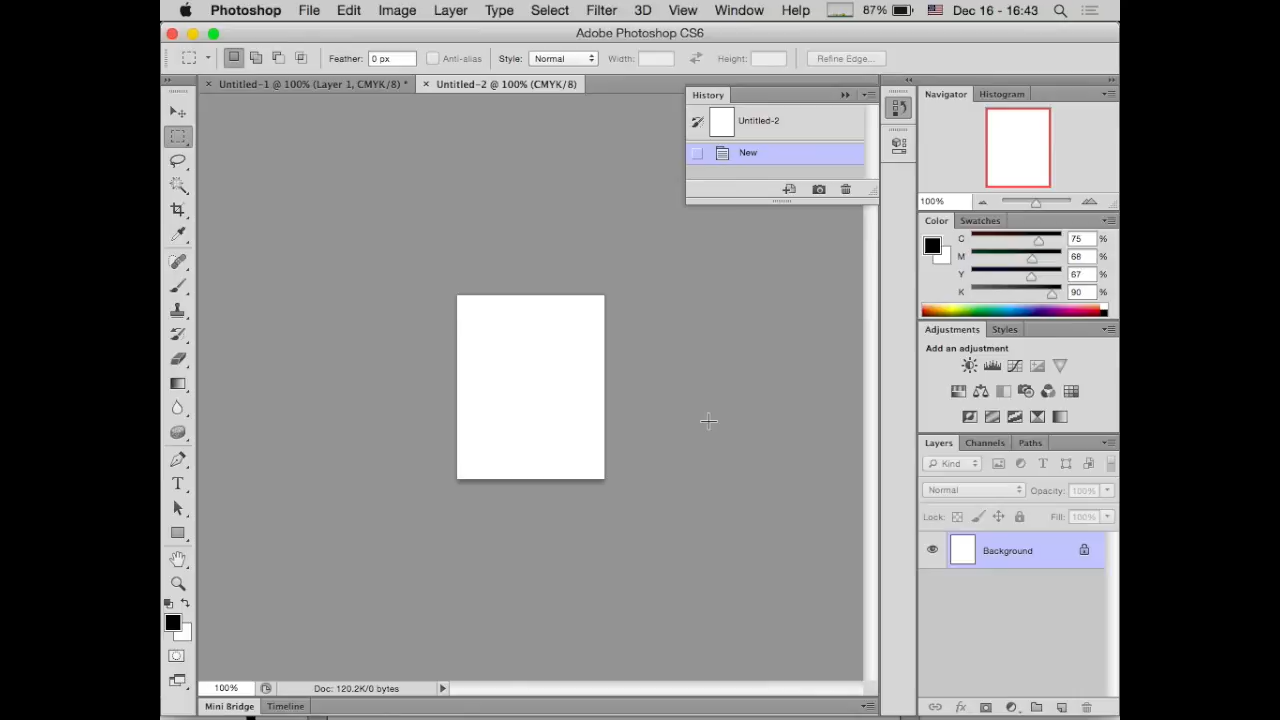 Photoshop File Edit Image Layer Type Select Filter 3D View Window Help 87% Dec 16 - 16:43
Adobe Photoshop CS6
Feather: 0 px Anti-alias Style: Normal Width: Height: Refine Edge...
× Untitled-1 @ 100% (Layer 1, CMYK/8) * × Untitled-2 @ 100% (CMYK/8)
History
Untitled-2
New
Navigator Histogram
100%
Color Swatches
C 75 %
M 68 %
Y 67 %
K 90 %
Adjustments Styles
Add an adjustment
Layers Channels Paths
Kind
Normal Opacity: 100%
Lock: Fill: 100%
Background
100% Doc: 120.2K/0 bytes
Mini Bridge Timeline